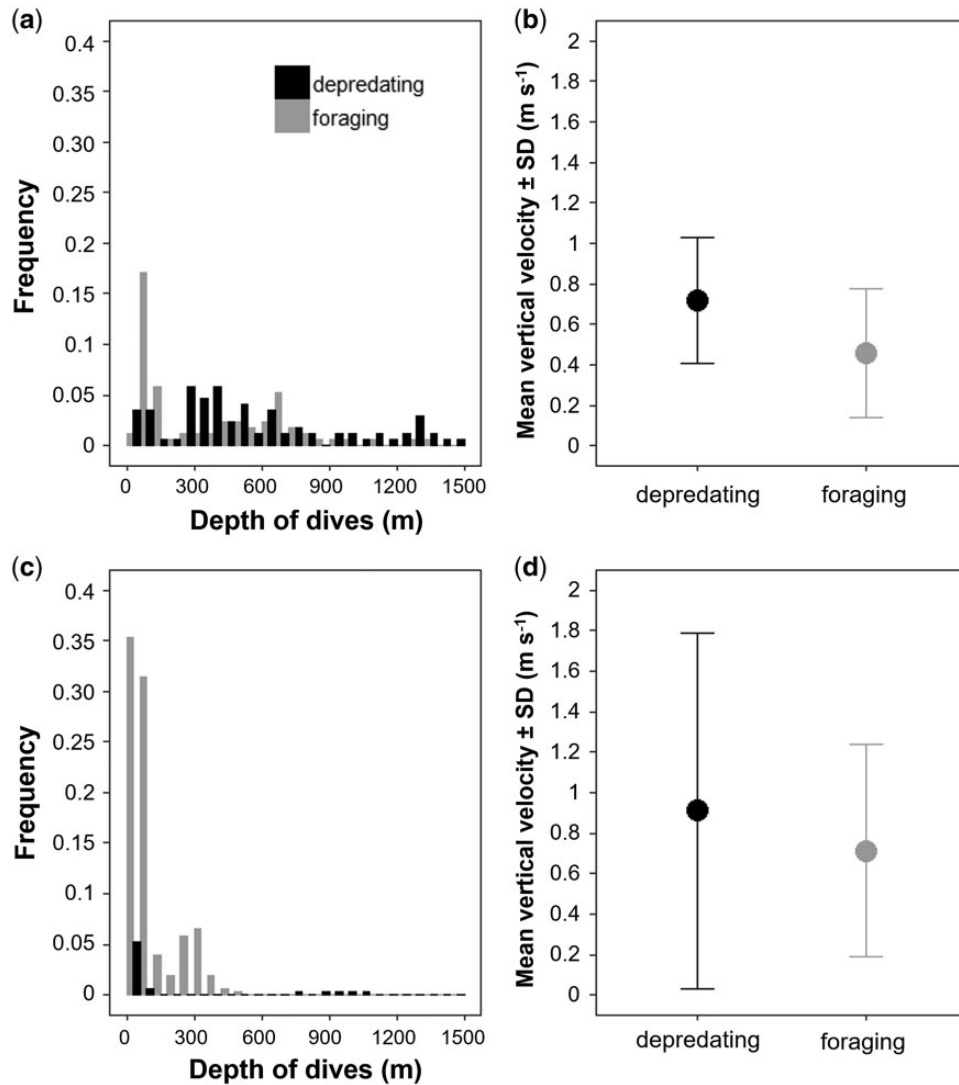 (a)
0.4
0.35
0.3
0.25
0.2
0.15
0.1
0.05
0
Frequency
depredating
foraging
0 300 600 900 1200 1500
Depth of dives (m)
(b)
2
1.8
1.6
1.4
1.2
1
0.8
0.6
0.4
0.2
0
Mean vertical velocity ± SD (m s⁻¹)
depredating foraging
(c)
0.4
0.35
0.3
0.25
0.2
0.15
0.1
0.05
0
Frequency
0 300 600 900 1200 1500
Depth of dives (m)
(d)
2
1.8
1.6
1.4
1.2
1
0.8
0.6
0.4
0.2
0
Mean vertical velocity ± SD (m s⁻¹)
depredating foraging